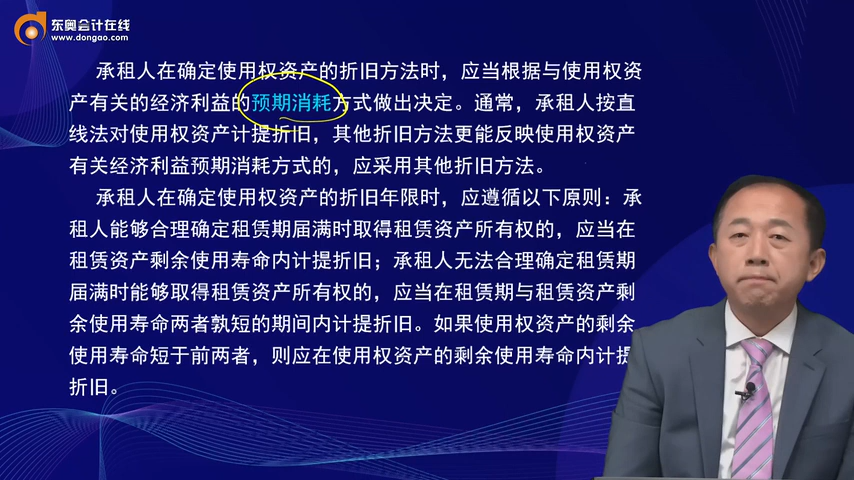 东奥会计在线
www.dongao.com
承租人在确定使用权资产的折旧方法时，应当根据与使用权资
产有关的经济利益的预期消耗方式做出决定。通常，承租人按直
线法对使用权资产计提折旧，其他折旧方法更能反映使用权资产
有关经济利益预期消耗方式的，应采用其他折旧方法。
承租人在确定使用权资产的折旧年限时，应遵循以下原则：承
租人能够合理确定租赁期届满时取得租赁资产所有权的，应当在
租赁资产剩余使用寿命内计提折旧；承租人无法合理确定租赁期
届满时能够取得租赁资产所有权的，应当在租赁期与租赁资产剩
余使用寿命两者孰短的期间内计提折旧。如果使用权资产的剩余
使用寿命短于前两者，则应在使用权资产的剩余使用寿命内计提
折旧。